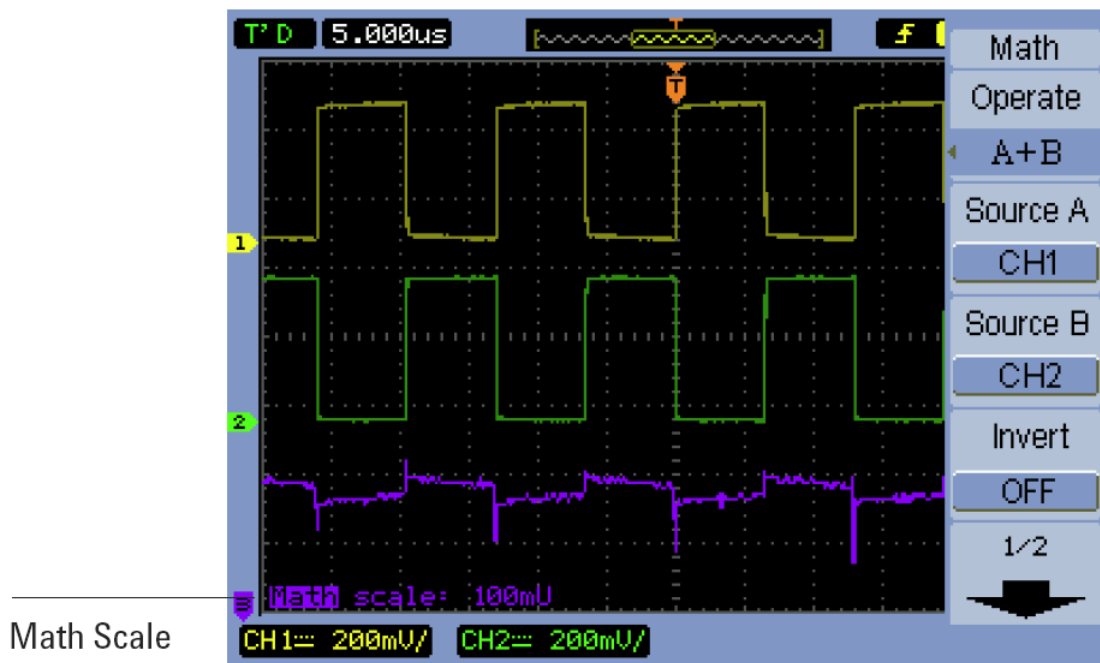 T'D 5.000us
T
T
Math
Operate
A+B
Source A
CH1
Source B
CH2
Invert
OFF
1/2
1
2
Math scale: 100mU
Math Scale
CH1 200mV/ CH2 200mV/